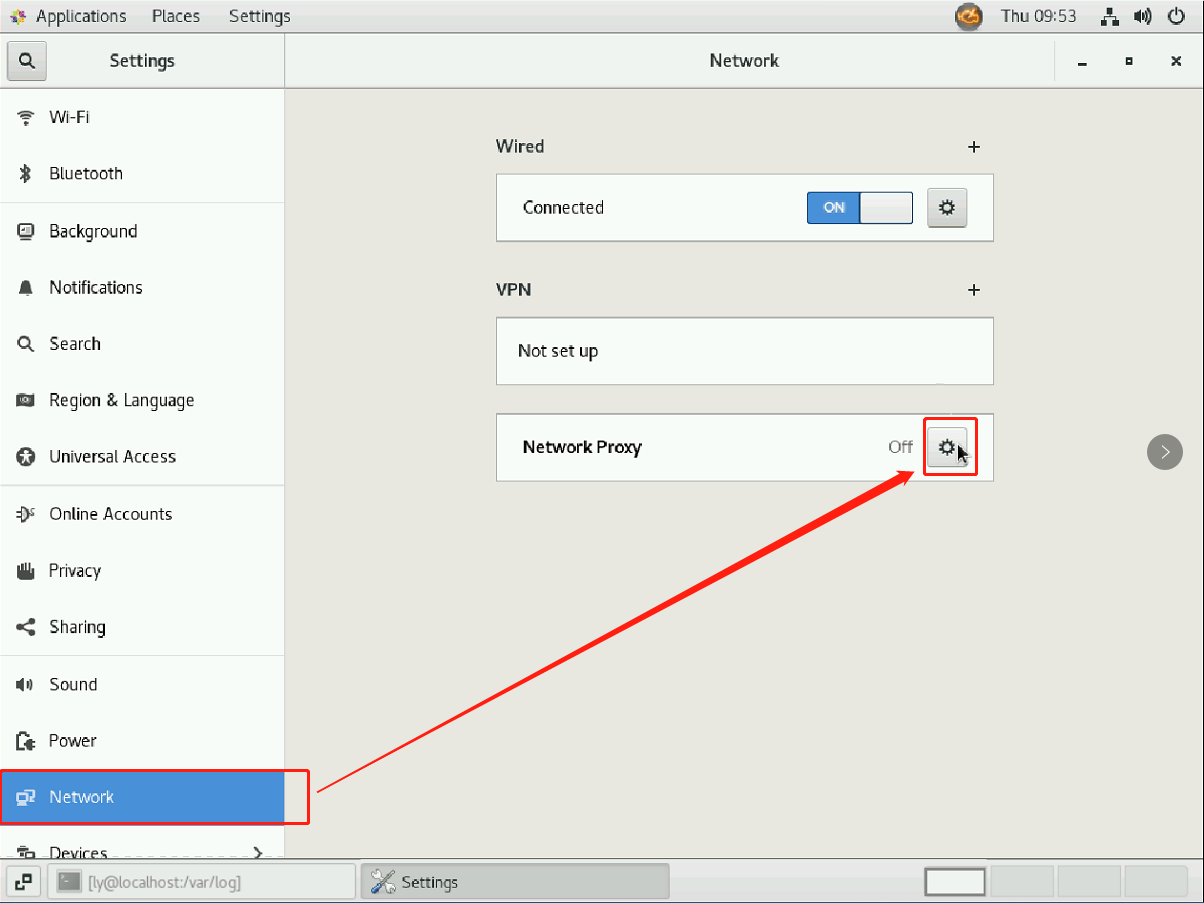 Applications Places Settings Thu 09:53
Settings Network
Wi-Fi
Bluetooth
Background
Notifications
Search
Region & Language
Universal Access
Online Accounts
Privacy
Sharing
Sound
Power
Network
Devices
Wired
Connected ON
VPN
Not set up
Network Proxy Off
[ly@localhost:/var/log] Settings